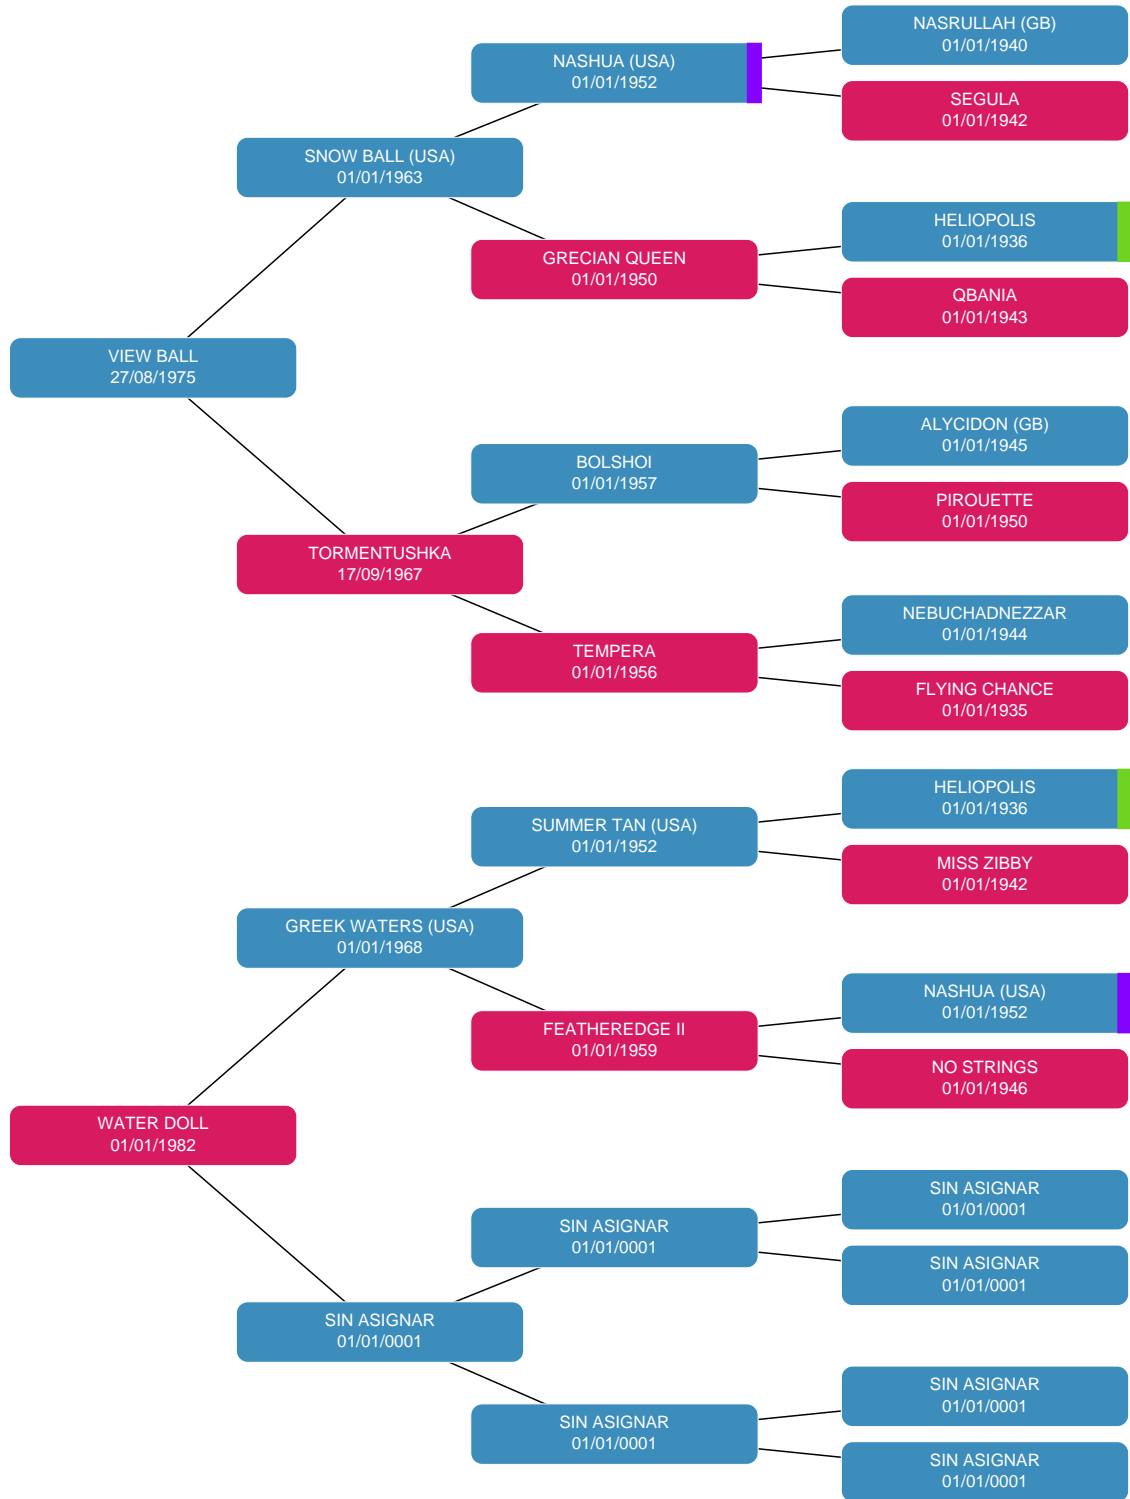 NASRULLAH (GB)
01/01/1940
NASHUA (USA)
01/01/1952
SEGULA
01/01/1942
SNOW BALL (USA)
01/01/1963
HELIOPOLIS
01/01/1936
GRECIAN QUEEN
01/01/1950
QBANIA
01/01/1943
VIEW BALL
27/08/1975
ALYCIDON (GB)
01/01/1945
BOLSHOI
01/01/1957
PIROUETTE
01/01/1950
TORMENTUSHKA
17/09/1967
NEBUCHADNEZZAR
01/01/1944
TEMPERA
01/01/1956
FLYING CHANCE
01/01/1935
HELIOPOLIS
01/01/1936
SUMMER TAN (USA)
01/01/1952
MISS ZIBBY
01/01/1942
GREEK WATERS (USA)
01/01/1968
NASHUA (USA)
01/01/1952
FEATHEREDGE II
01/01/1959
NO STRINGS
01/01/1946
WATER DOLL
01/01/1982
SIN ASIGNAR
01/01/0001
SIN ASIGNAR
01/01/0001
SIN ASIGNAR
01/01/0001
SIN ASIGNAR
01/01/0001
SIN ASIGNAR
01/01/0001
SIN ASIGNAR
01/01/0001
SIN ASIGNAR
01/01/0001